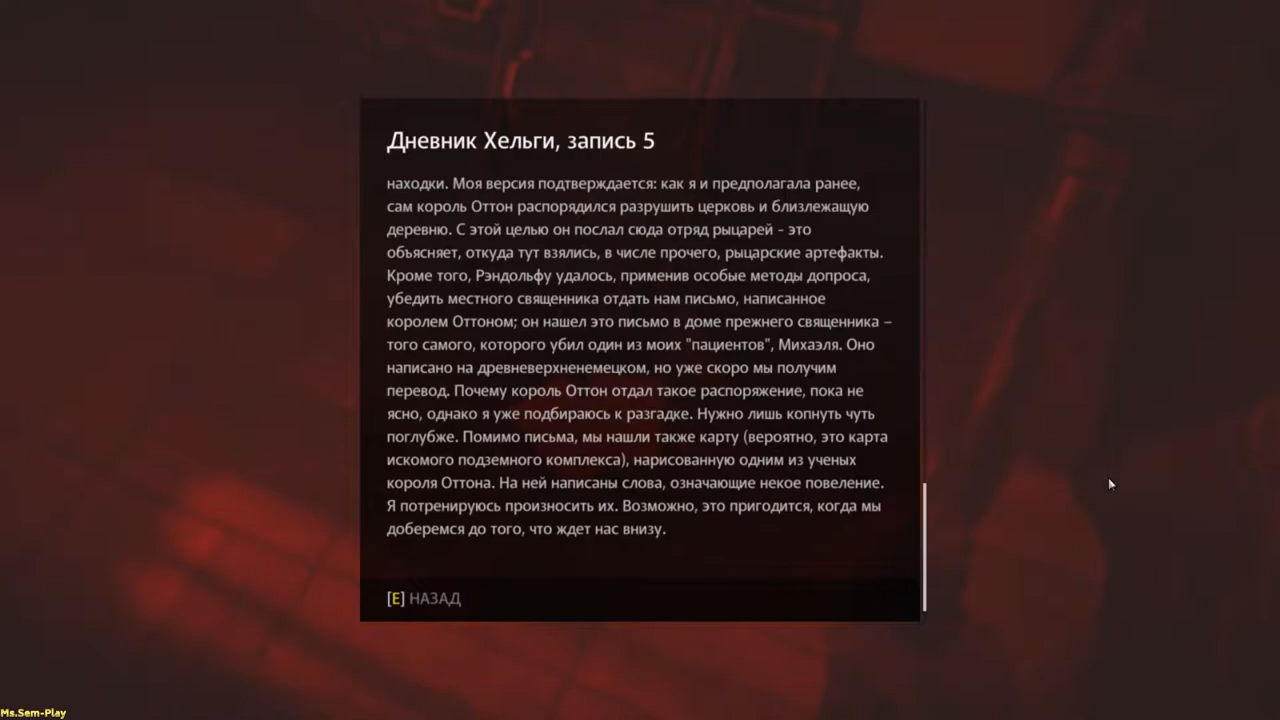 Дневник Хельги, запись 5
находки. Моя версия подтверждается: как я и предполагала ранее,
сам король Оттон распорядился разрушить церковь и близлежащую
деревню. С этой целью он послал сюда отряд рыцарей - это
объясняет, откуда тут взялись, в числе прочего, рыцарские артефакты.
Кроме того, Рэндольфу удалось, применив особые методы допроса,
убедить местного священника отдать нам письмо, написанное
королем Оттоном; он нашел это письмо в доме прежнего священника –
того самого, которого убил один из моих "пациентов", Михаэля. Оно
написано на древневерхненемецком, но уже скоро мы получим
перевод. Почему король Оттон отдал такое распоряжение, пока не
ясно, однако я уже подбираюсь к разгадке. Нужно лишь копнуть чуть
поглубже. Помимо письма, мы нашли также карту (вероятно, это карта
искомого подземного комплекса), нарисованную одним из ученых
короля Оттона. На ней написаны слова, означающие некое повеление.
Я потренируюсь произносить их. Возможно, это пригодится, когда мы
доберемся до того, что ждет нас внизу.
[E] НАЗАД
Ms.Sem-Play